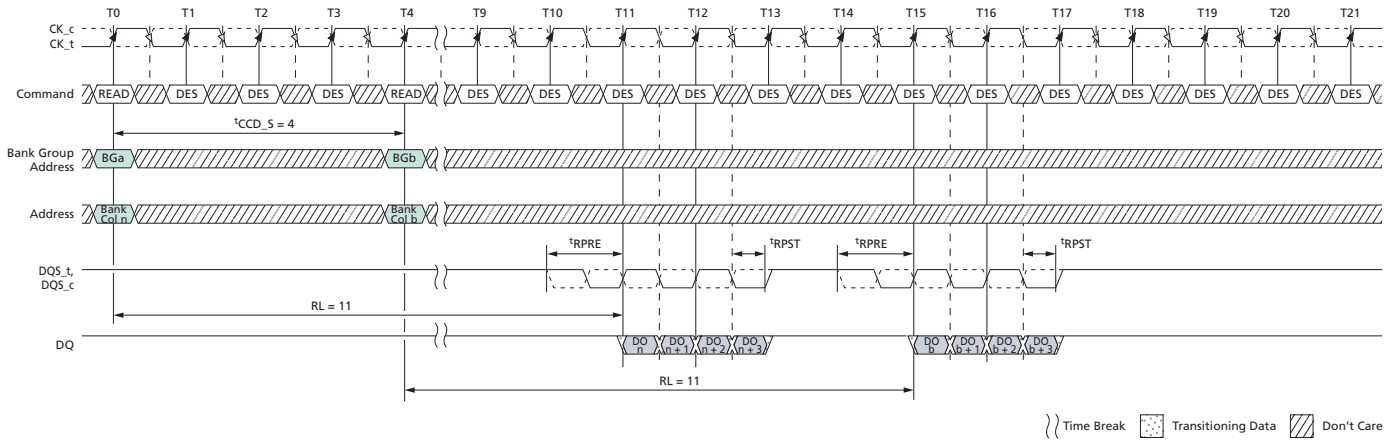 T0 T1 T2 T3 T4 T9 T10 T11 T12 T13 T14 T15 T16 T17 T18 T19 T20 T21
CK_c
CK_t
Command READ DES DES DES READ DES DES DES DES DES DES DES DES DES DES DES DES DES
tCCD_S = 4
Bank Group
Address
BGa BGb
Address
Bank
Col n
Bank
Col b
tRPRE tRPST tRPRE tRPST
DQS_t,
DQS_c
RL = 11
DQ
DO
n
DO
n + 1
DO
n + 2
DO
n + 3
DO
b
DO
b + 1
DO
b + 2
DO
b + 3
RL = 11
Time Break Transitioning Data Don't Care